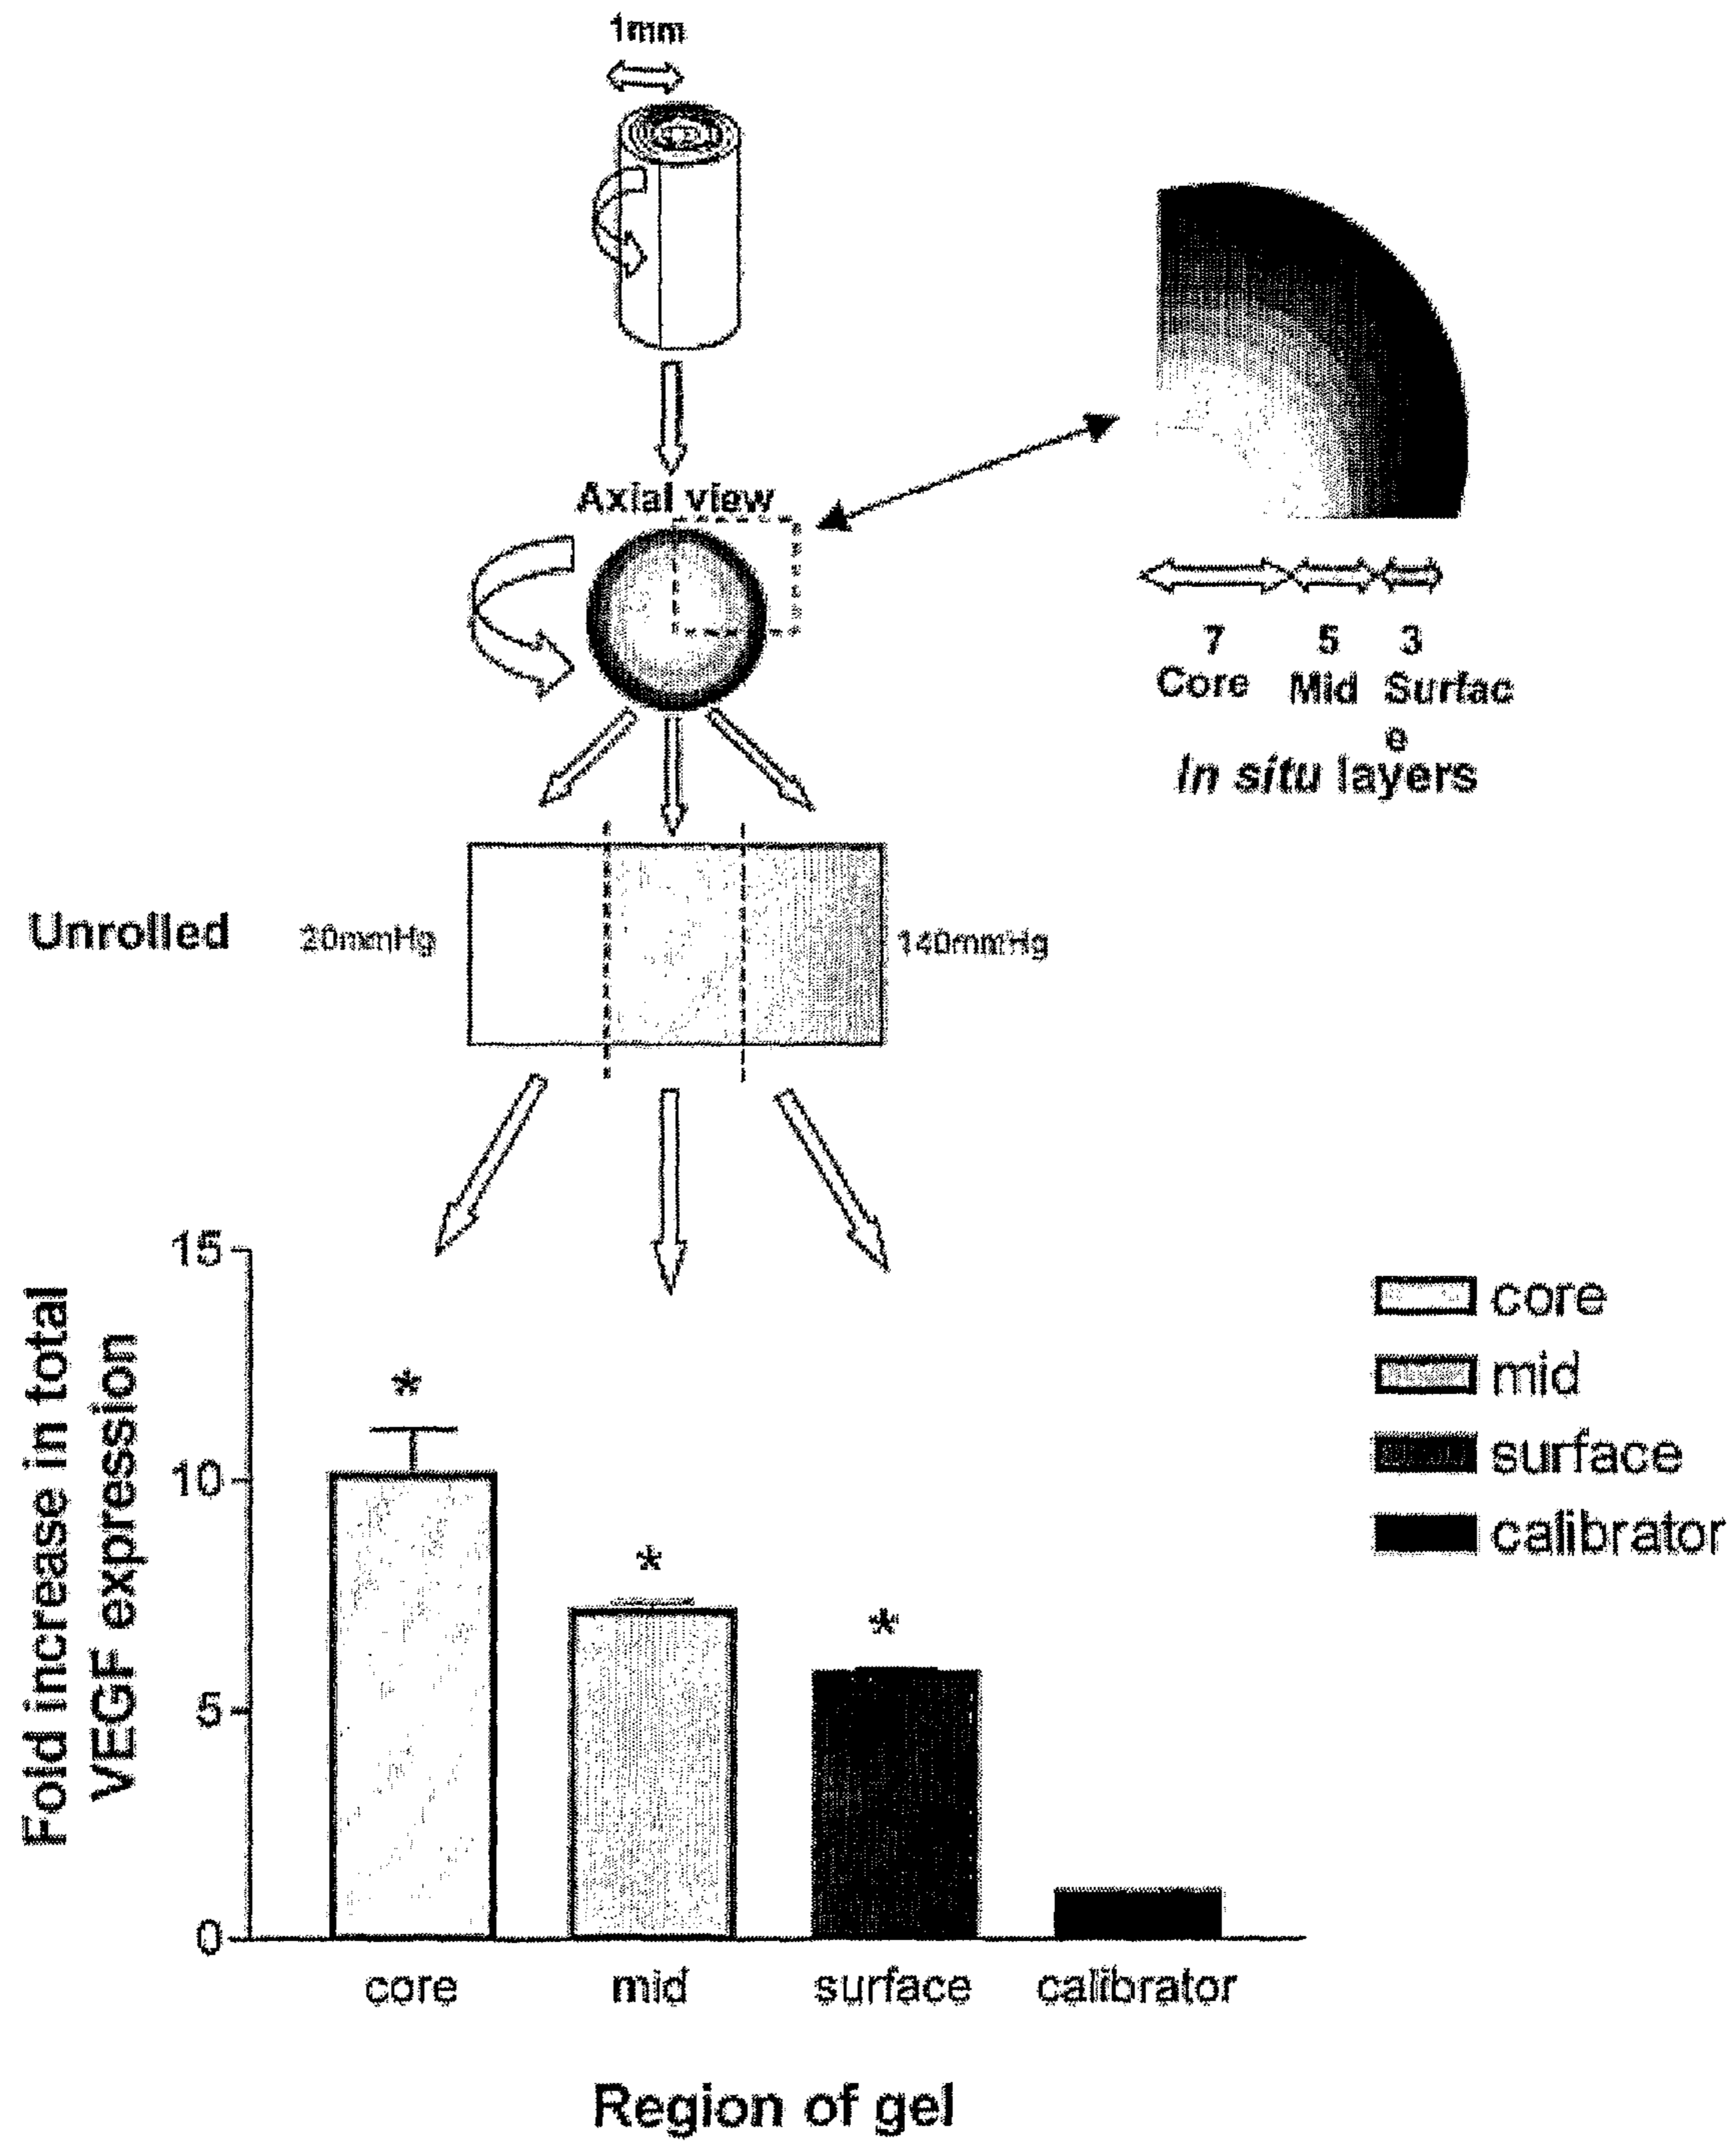 1mm
Axial view
7 5 3
Core Mid Surfac
e
In situ layers
Unrolled 20mmHg 140mmHg
Fold increase in total
VEGF expression
15
10
5
0
*
*
*
core
mid
surface
calibrator
core mid surface calibrator
Region of gel